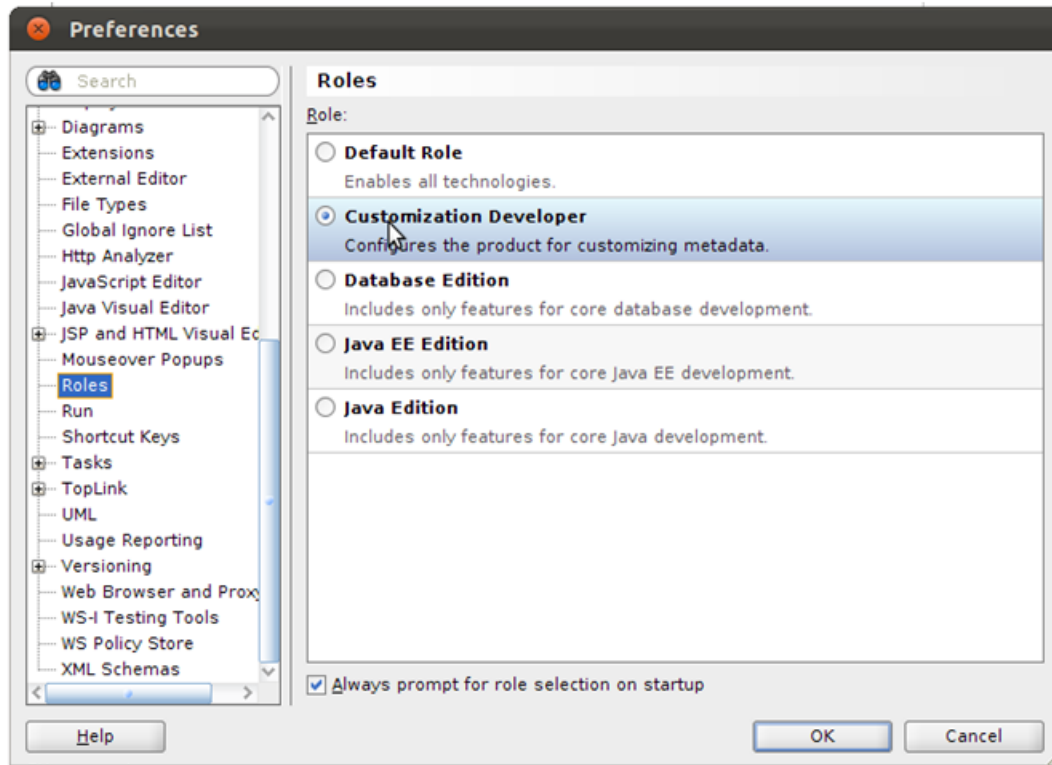 Preferences
Search
Diagrams
Extensions
External Editor
File Types
Global Ignore List
Http Analyzer
JavaScript Editor
Java Visual Editor
JSP and HTML Visual Ed
Mouseover Popups
Roles
Run
Shortcut Keys
Tasks
TopLink
UML
Usage Reporting
Versioning
Web Browser and Proxy
WS-I Testing Tools
WS Policy Store
XML Schemas
Roles
Role:
Default Role
Enables all technologies.
Customization Developer
Configures the product for customizing metadata.
Database Edition
Includes only features for core database development.
Java EE Edition
Includes only features for core Java EE development.
Java Edition
Includes only features for core Java development.
Always prompt for role selection on startup
Help
OK
Cancel